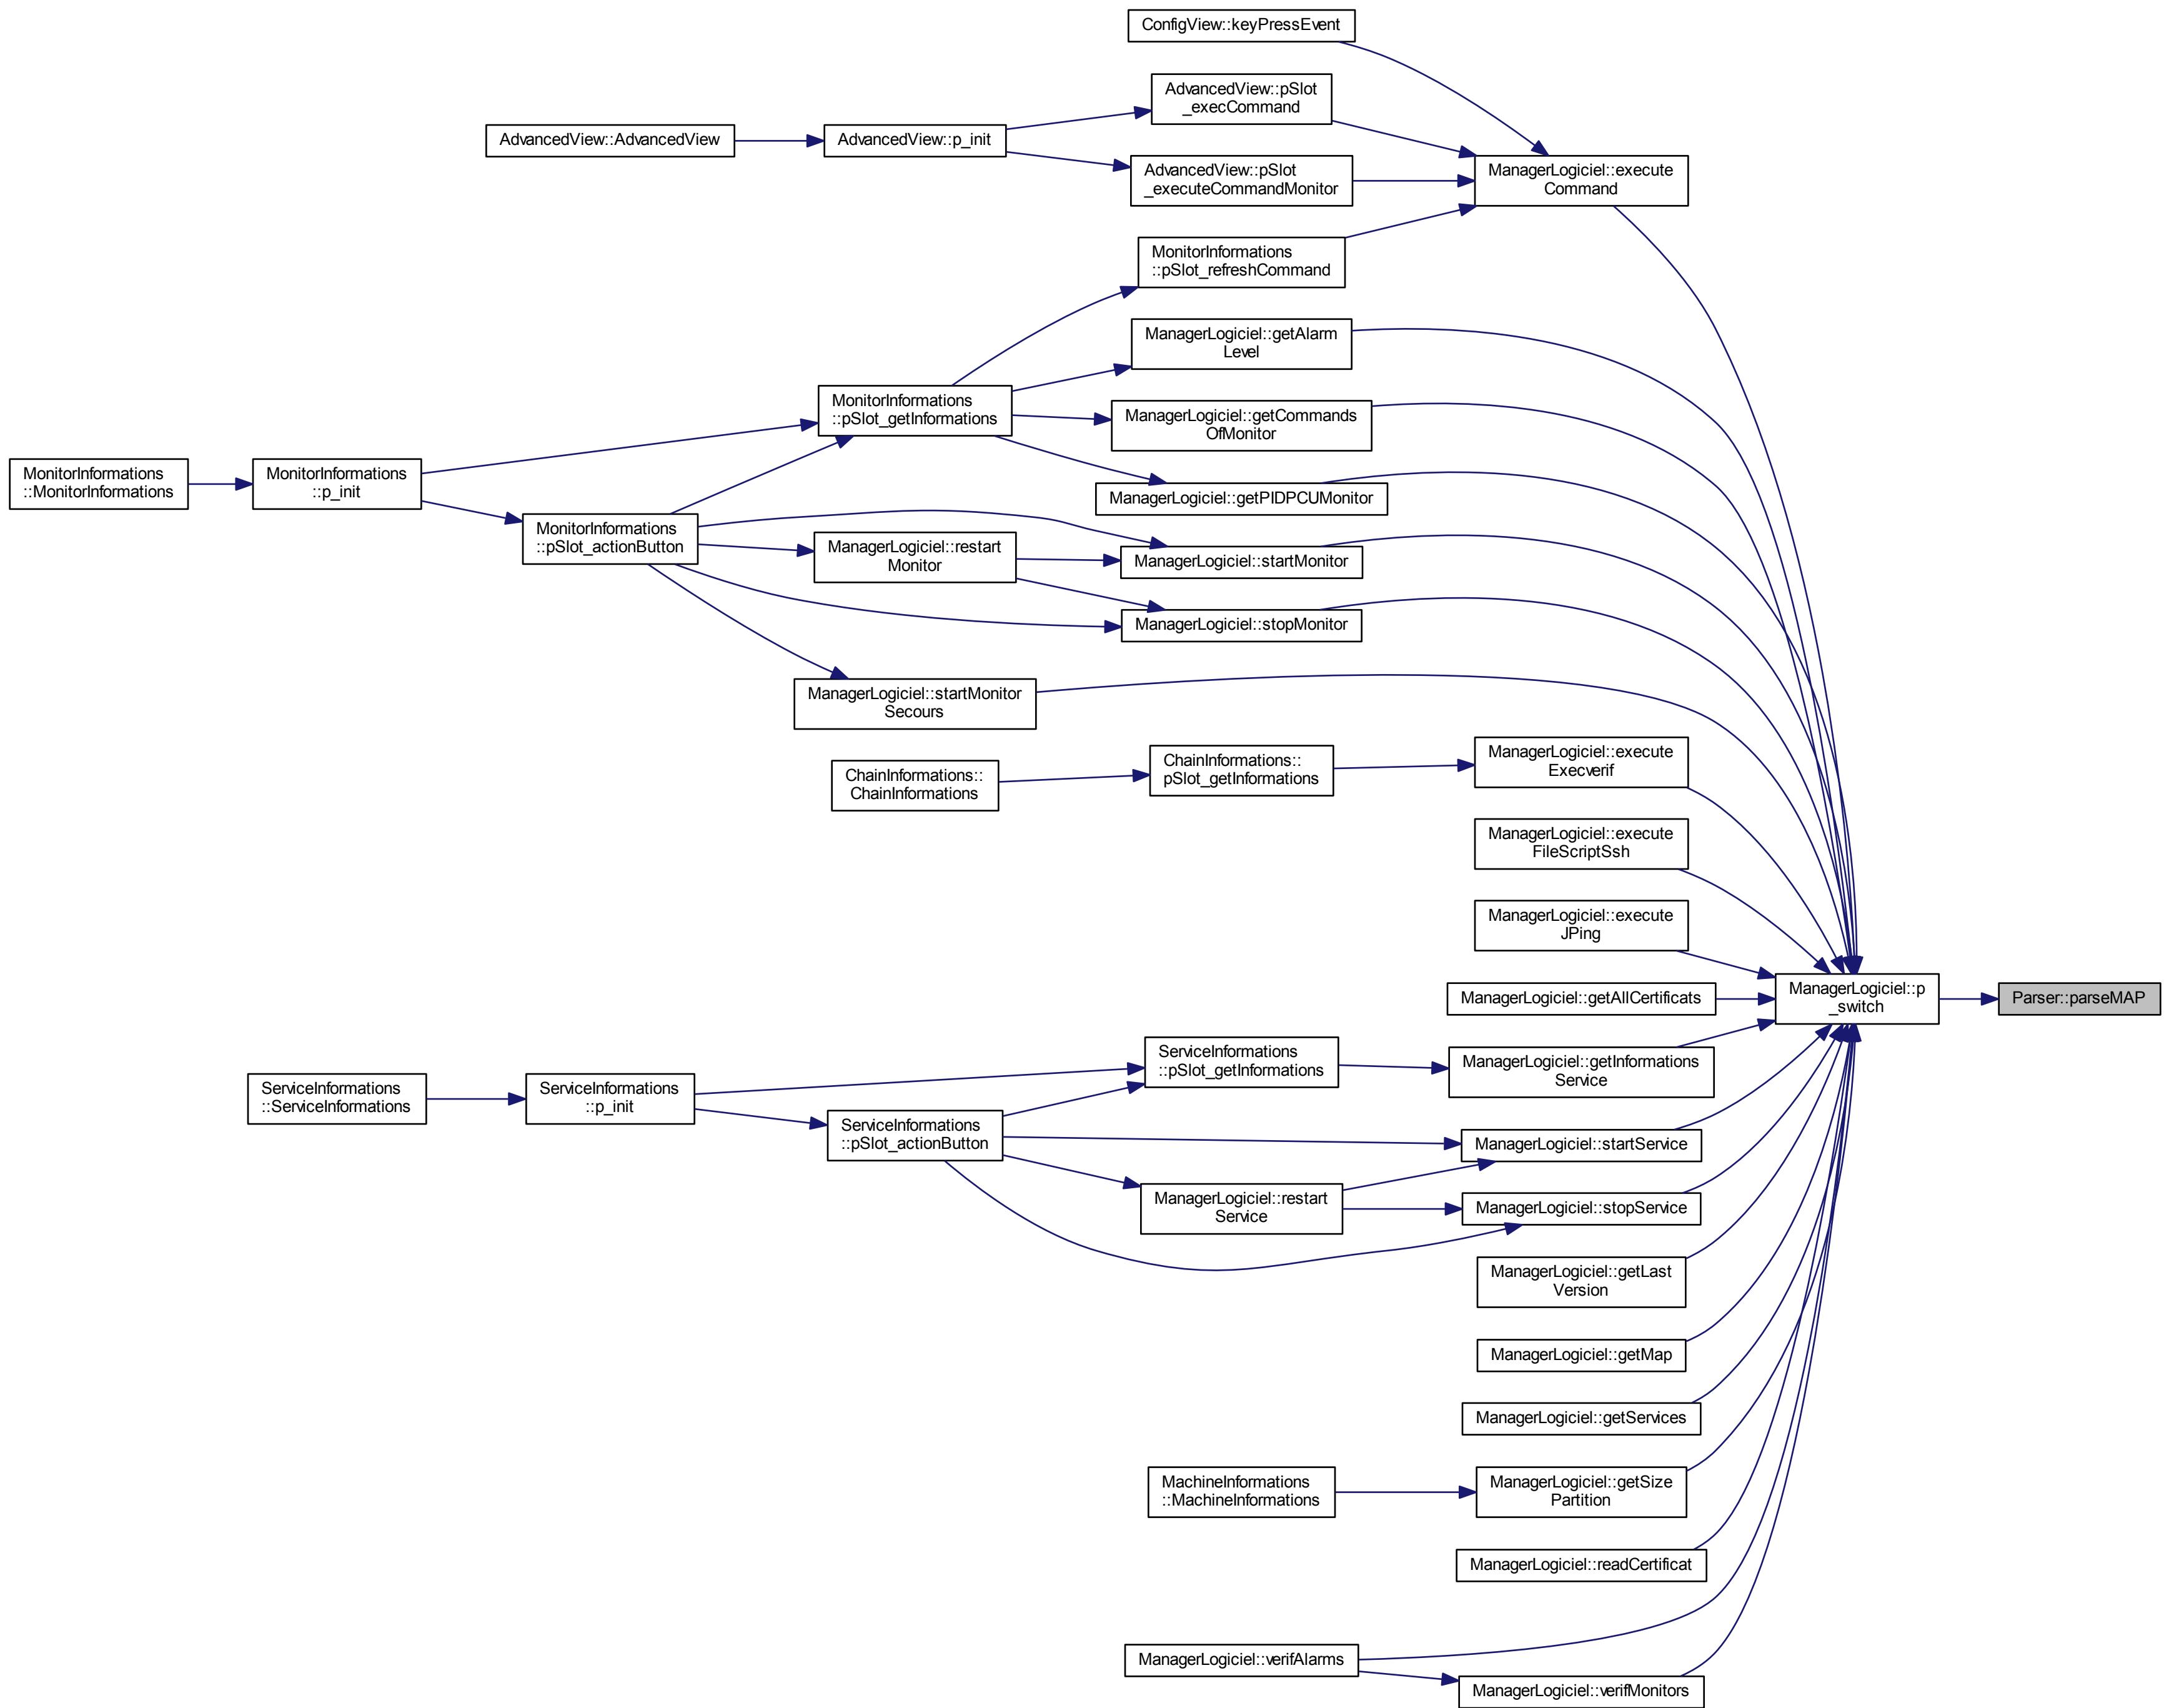 ConfigView::keyPressEvent
AdvancedView::pSlot
_execCommand
AdvancedView::AdvancedView
AdvancedView::p_init
AdvancedView::pSlot
_executeCommandMonitor
ManagerLogiciel::execute
Command
MonitorInformations
::pSlot_refreshCommand
ManagerLogiciel::getAlarm
Level
MonitorInformations
::pSlot_getInformations
ManagerLogiciel::getCommands
OfMonitor
MonitorInformations
::MonitorInformations
MonitorInformations
::p_init
ManagerLogiciel::getPIDPCUMonitor
MonitorInformations
::pSlot_actionButton
ManagerLogiciel::restart
Monitor
ManagerLogiciel::startMonitor
ManagerLogiciel::stopMonitor
ManagerLogiciel::startMonitor
Secours
ChainInformations::
ChainInformations
ChainInformations::
pSlot_getInformations
ManagerLogiciel::execute
Execverif
ManagerLogiciel::execute
FileScriptSsh
ManagerLogiciel::execute
JPing
ManagerLogiciel::getAllCertificats
ManagerLogiciel::p
_switch
Parser::parseMAP
ServiceInformations
::pSlot_getInformations
ManagerLogiciel::getInformations
Service
ServiceInformations
::ServiceInformations
ServiceInformations
::p_init
ServiceInformations
::pSlot_actionButton
ManagerLogiciel::startService
ManagerLogiciel::restart
Service
ManagerLogiciel::stopService
ManagerLogiciel::getLast
Version
ManagerLogiciel::getMap
ManagerLogiciel::getServices
MachineInformations
::MachineInformations
ManagerLogiciel::getSize
Partition
ManagerLogiciel::readCertificat
ManagerLogiciel::verifAlarms
ManagerLogiciel::verifMonitors